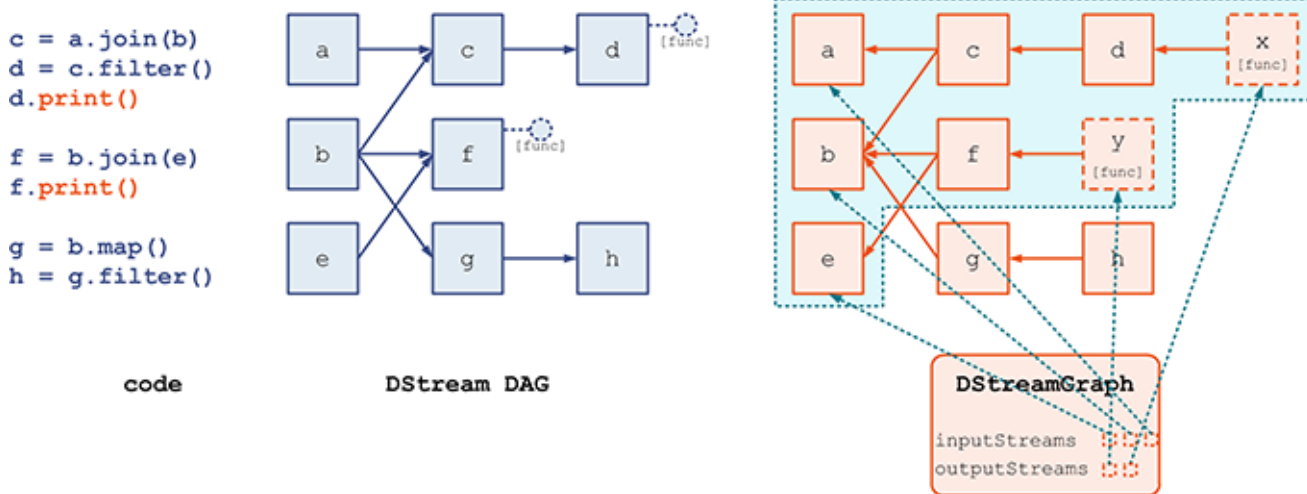 c = a.join(b)
d = c.filter()
d.print()
f = b.join(e)
f.print()
g = b.map()
h = g.filter()
code
a
c
d
[func]
b
f
[func]
e
g
h
DStream DAG
a
c
d
x
[func]
b
f
y
[func]
e
g
h
DStreamGraph
inputStreams
outputStreams